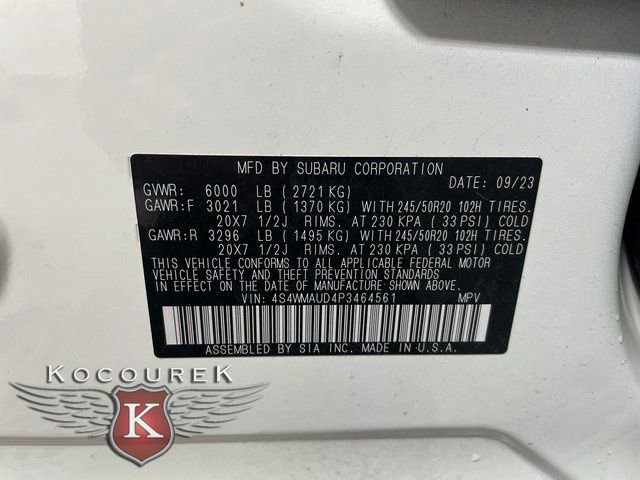 MFD BY SUBARU CORPORATION
DATE: 09/23
GVWR: 6000 LB ( 2721 KG)
GAWR:F 3021 LB ( 1370 KG) WITH 245/50R20 102H TIRES.
20X7 1/2J RIMS. AT 230 KPA ( 33 PSI) COLD
GAWR:R 3296 LB ( 1495 KG) WITH 245/50R20 102H TIRES.
20X7 1/2J RIMS. AT 230 KPA ( 33 PSI) COLD
THIS VEHICLE CONFORMS TO ALL APPLICABLE FEDERAL MOTOR
VEHICLE SAFETY AND THEFT PREVENTION STANDARDS
IN EFFECT ON THE DATE OF MANUFACTURE SHOWN ABOVE.
VIN: 4S4WMAUD4P3464561 MPV
ASSEMBLED BY SIA INC. MADE IN U.S.A.
KOCOUREK
K